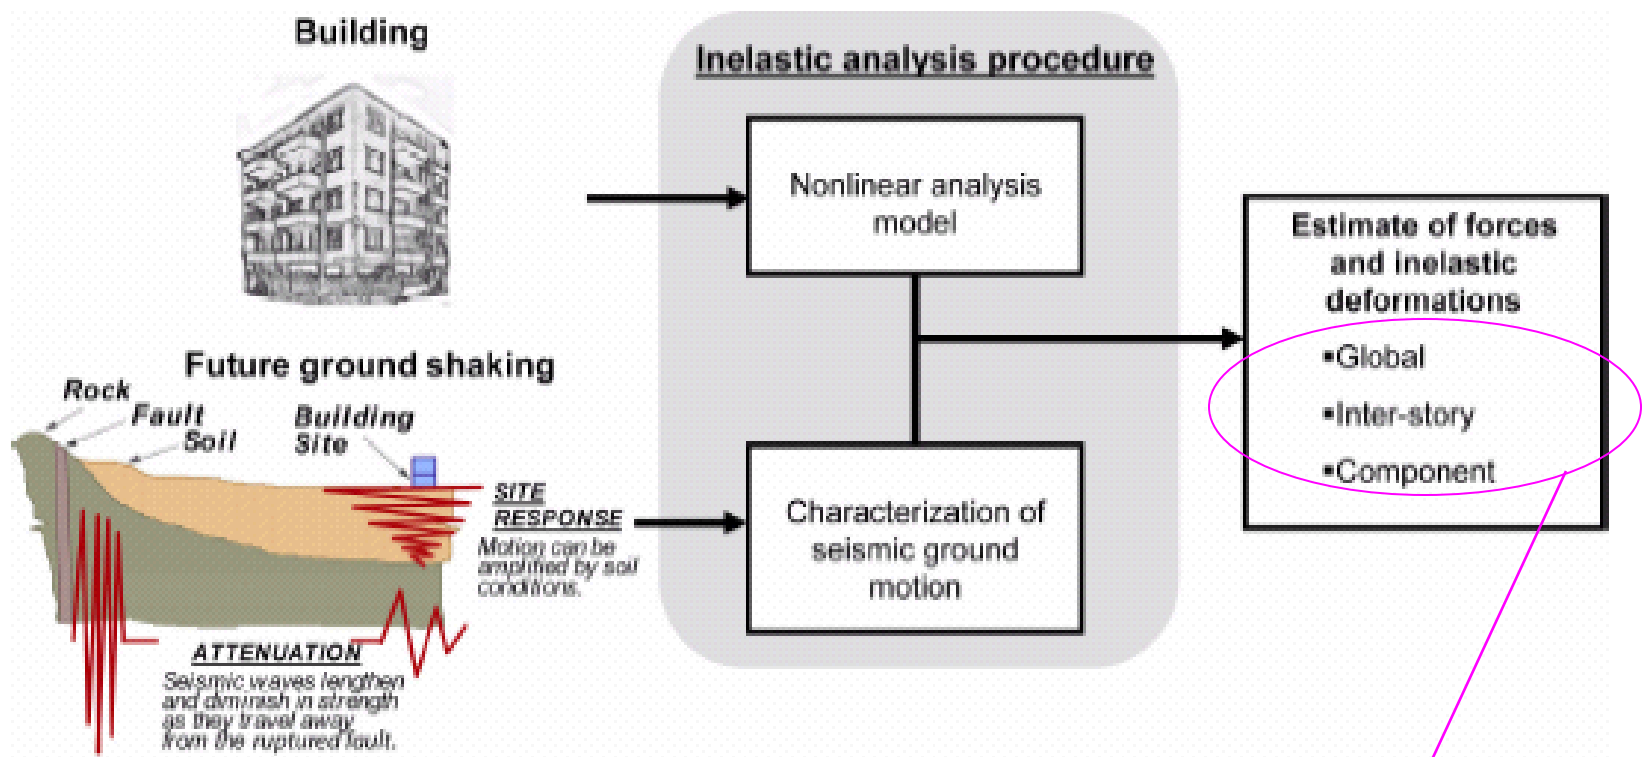 Building
Inelastic analysis procedure
Nonlinear analysis
model
Estimate of forces
and inelastic
deformations
▪Global
▪Inter-story
▪Component
Future ground shaking
Rock
Fault
Soil
Building
Site
SITE
RESPONSE
Motion can be
amplified by soil
conditions.
Characterization of
seismic ground
motion
ATTENUATION
Seismic waves lengthen
and diminish in strength
as they travel away
from the ruptured fault.